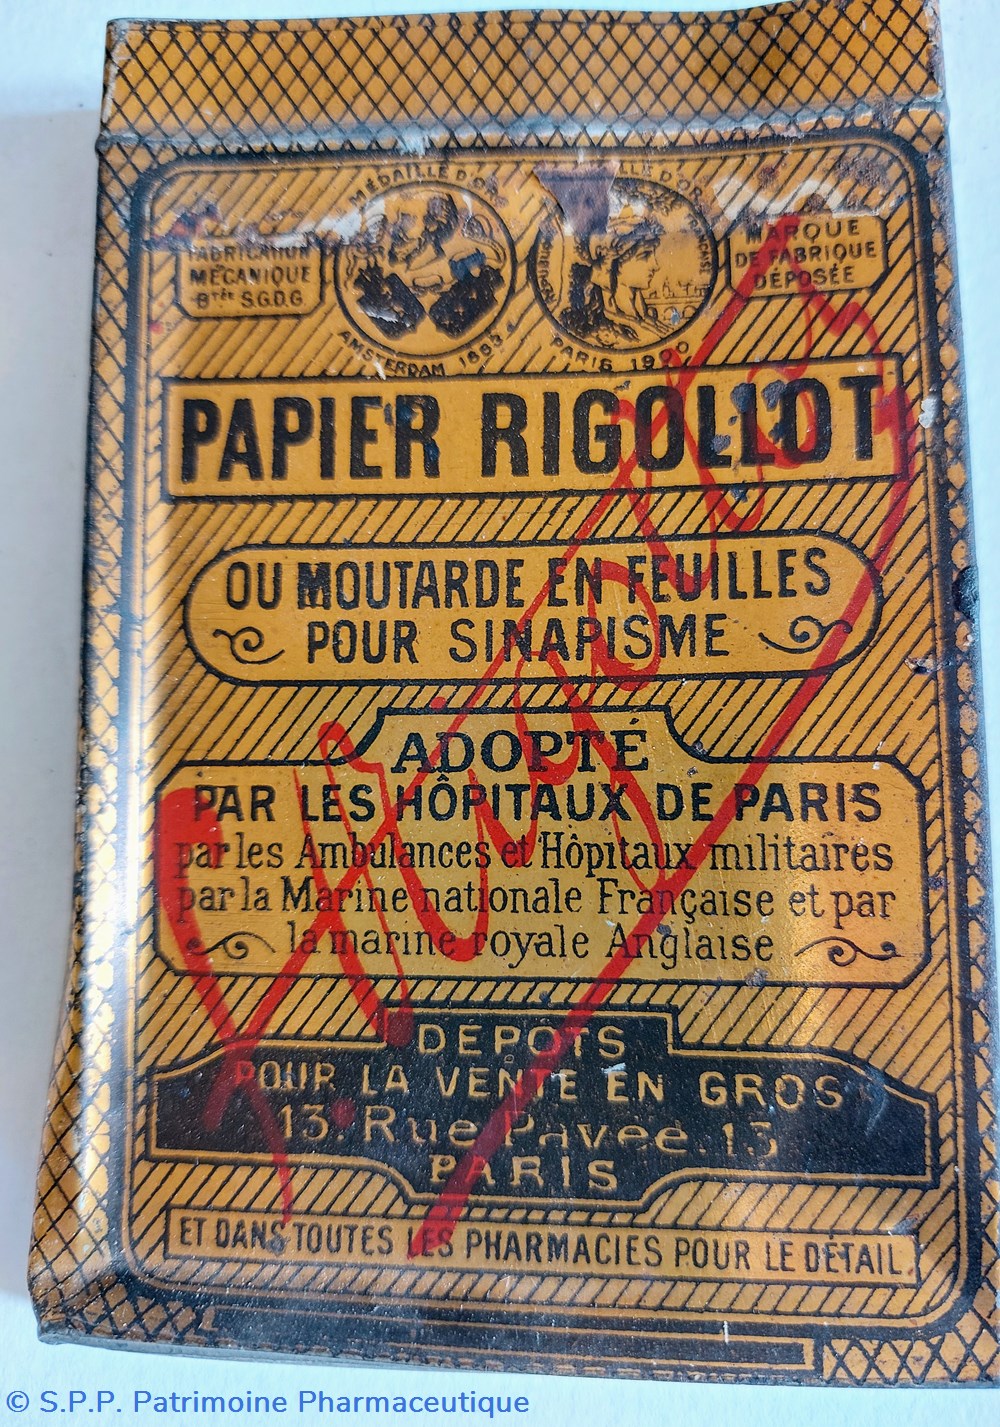 MÉDAILLE D'OR
AMSTERDAM 1883
PARIS 1900
FABRICATION
MÉCANIQUE
Btée S.G.D.G
MARQUE
DE FABRIQUE
DÉPOSÉE
PAPIER RIGOLLOT
OU MOUTARDE EN FEUILLES
POUR SINAPISME
ADOPTÉ
PAR LES HÔPITAUX DE PARIS
par les Ambulances et Hôpitaux militaires
par la Marine nationale Française et par
la marine royale Anglaise
DÉPÔTS
POUR LA VENTE EN GROS
13. Rue Pavée. 13
PARIS
ET DANS TOUTES LES PHARMACIES POUR LE DÉTAIL.
© S.P.P. Patrimoine Pharmaceutique